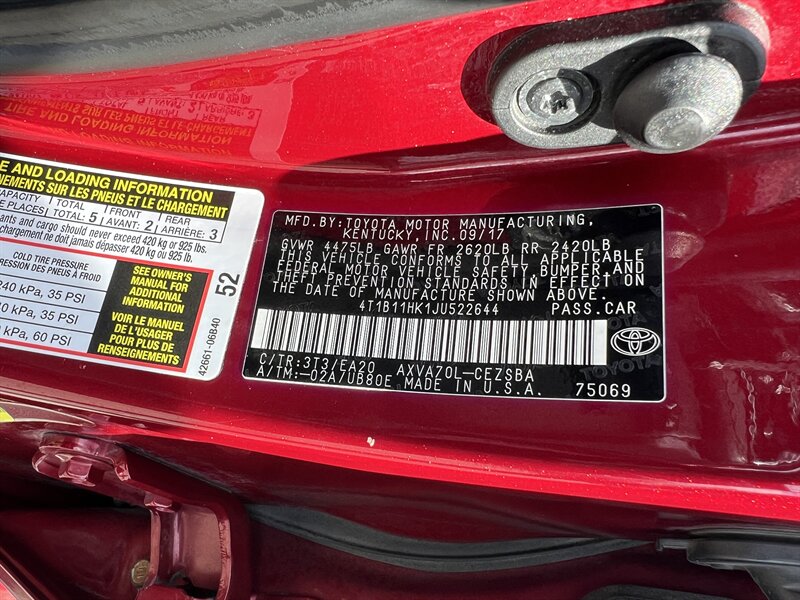 E AND LOADING INFORMATION
NEMENTS SUR LES PNEUS ET LE CHARGEMENT
CAPACITY TOTAL FRONT REAR
E PLACES TOTAL: 5 AVANT: 2 ARRIÈRE: 3
ants and cargo should never exceed 420 kg or 925 lbs.
du chargement ne doit jamais dépasser 420 kg ou 925 lb.
COLD TIRE PRESSURE
PRESSION DES PNEUS À FROID
240 kPa, 35 PSI
0 kPa, 35 PSI
0 kPa, 60 PSI
SEE OWNER'S
MANUAL FOR
ADDITIONAL
INFORMATION
VOIR LE MANUEL
DE L'USAGER
POUR PLUS DE
RENSEIGNEMENTS
42661-06B40
52
MFD.BY:TOYOTA MOTOR MANUFACTURING,
KENTUCKY, INC.09/17
GVWR 4475LB GAWR FR 2620LB RR 2420LB
THIS VEHICLE CONFORMS TO ALL APPLICABLE
FEDERAL MOTOR VEHICLE SAFETY,BUMPER,AND
THEFT PREVENTION STANDARDS IN EFFECT ON
THE DATE OF MANUFACTURE SHOWN ABOVE.
4T1B11HK1JU522644 PASS.CAR
C/TR:3T3/EA20 AXVA70L-CEZSBA
A/TM:-02A/UB80E MADE IN U.S.A. 75069
TOYOTA